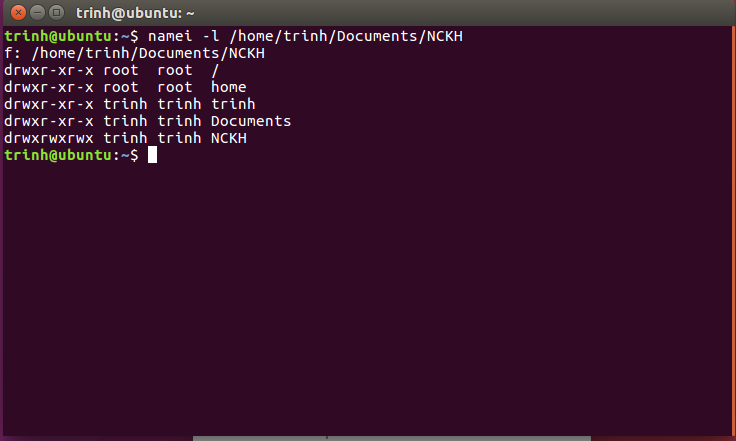 trinh@ubuntu: ~
trinh@ubuntu:~$ namei -l /home/trinh/Documents/NCKH
f: /home/trinh/Documents/NCKH
drwxr-xr-x root  root  /
drwxr-xr-x root  root  home
drwxr-xr-x trinh trinh trinh
drwxr-xr-x trinh trinh Documents
drwxrwxrwx trinh trinh NCKH
trinh@ubuntu:~$